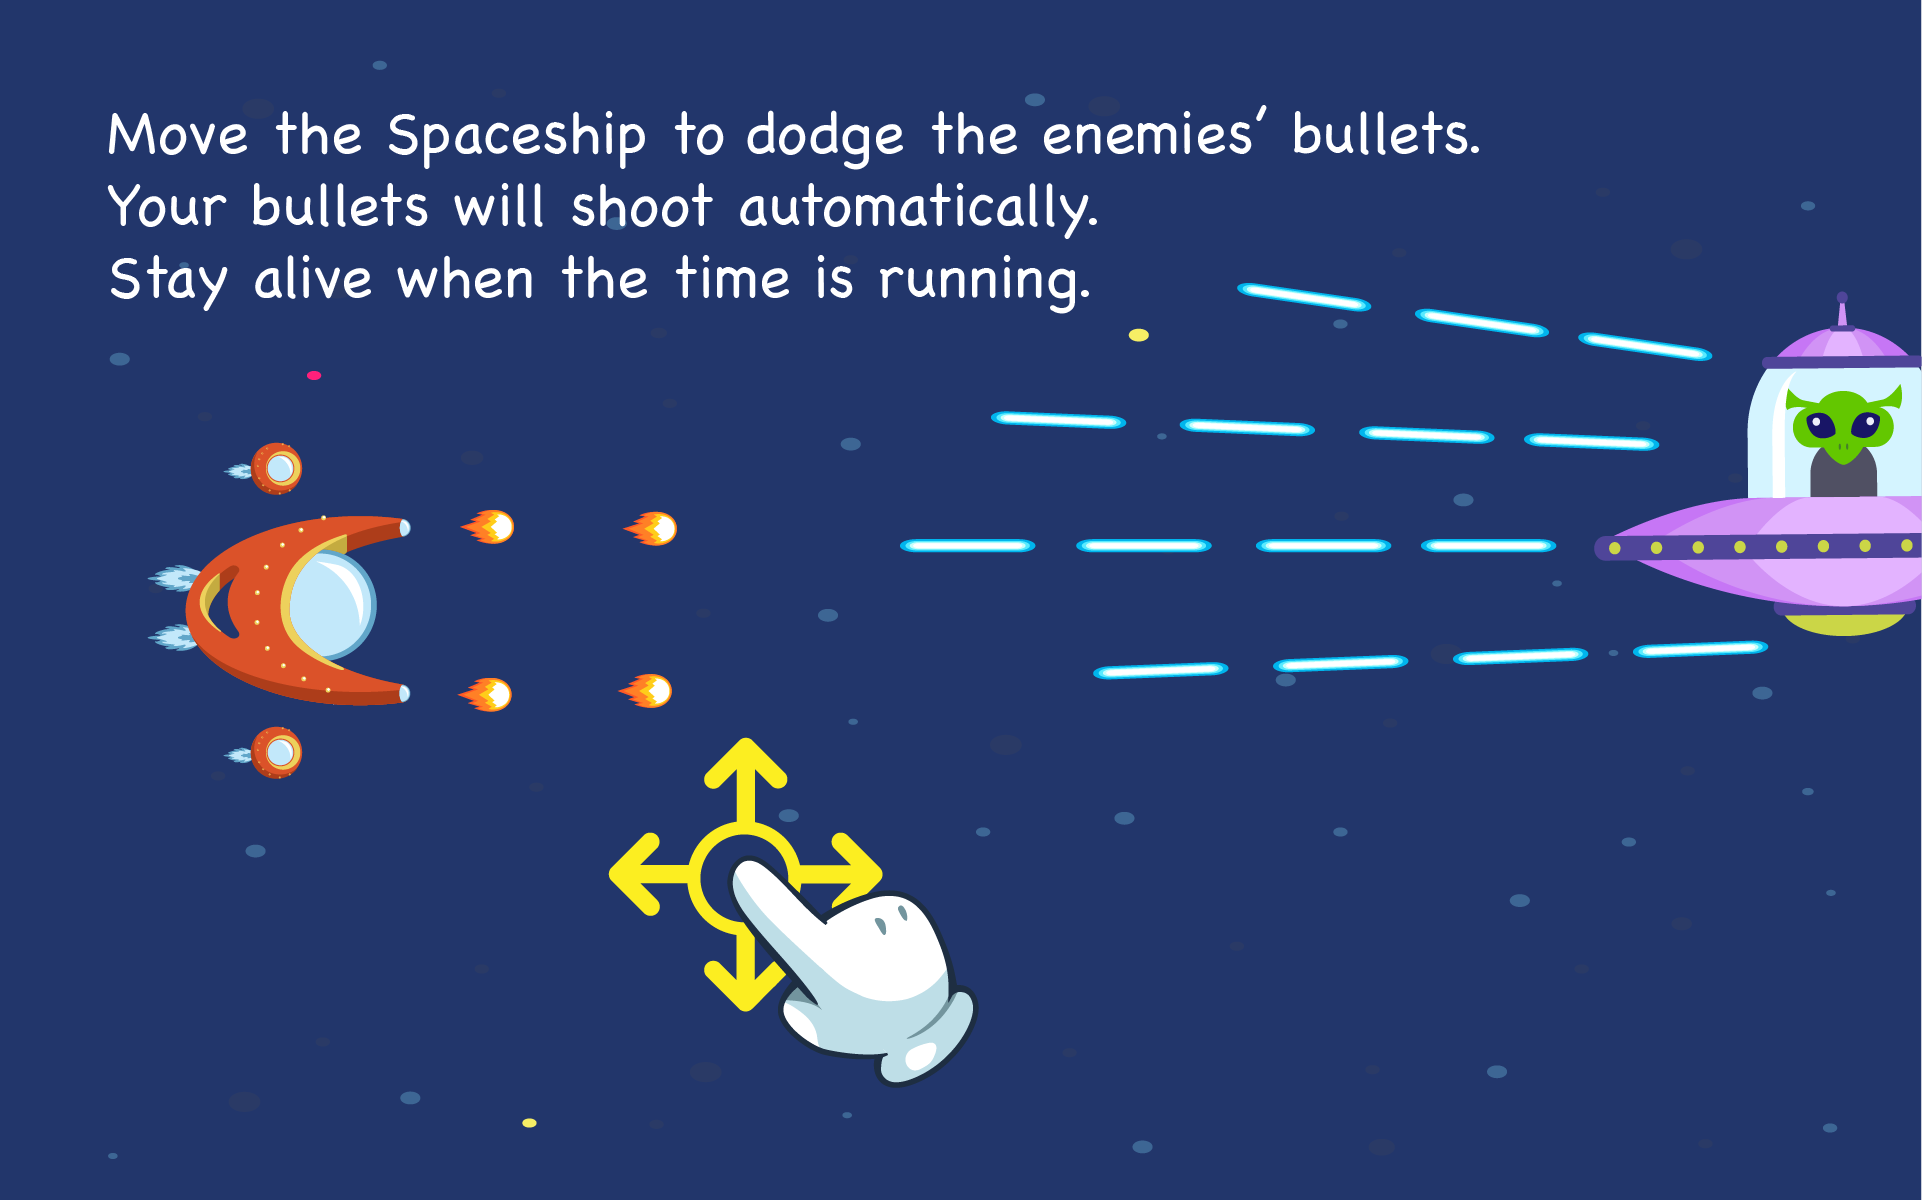 Move the Spaceship to dodge the enemies’ bullets.
Your bullets will shoot automatically.
Stay alive when the time is running.